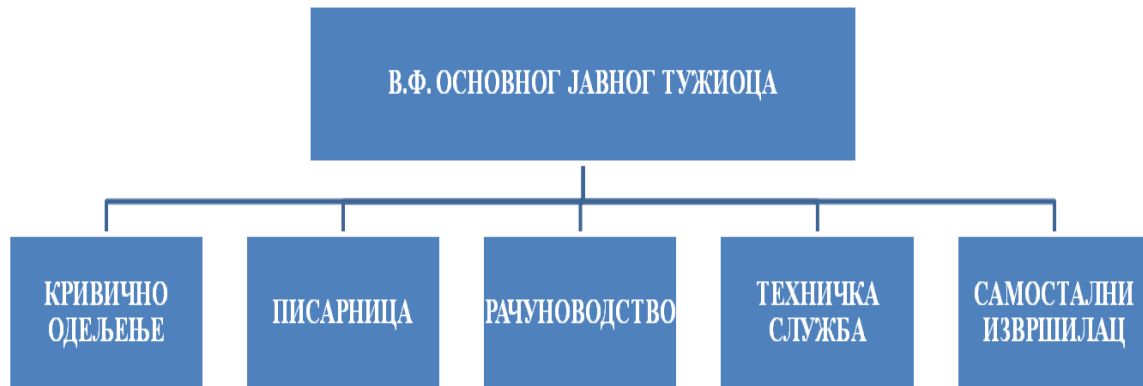 В.Ф. ОСНОВНОГ ЈАВНОГ ТУЖИОЦА
КРИВИЧНО
ОДЕЉЕЊЕ
ПИСАРНИЦА
РАЧУНОВОДСТВО
ТЕХНИЧКА
СЛУЖБА
САМОСТАЛНИ
ИЗВРШИЛАЦ